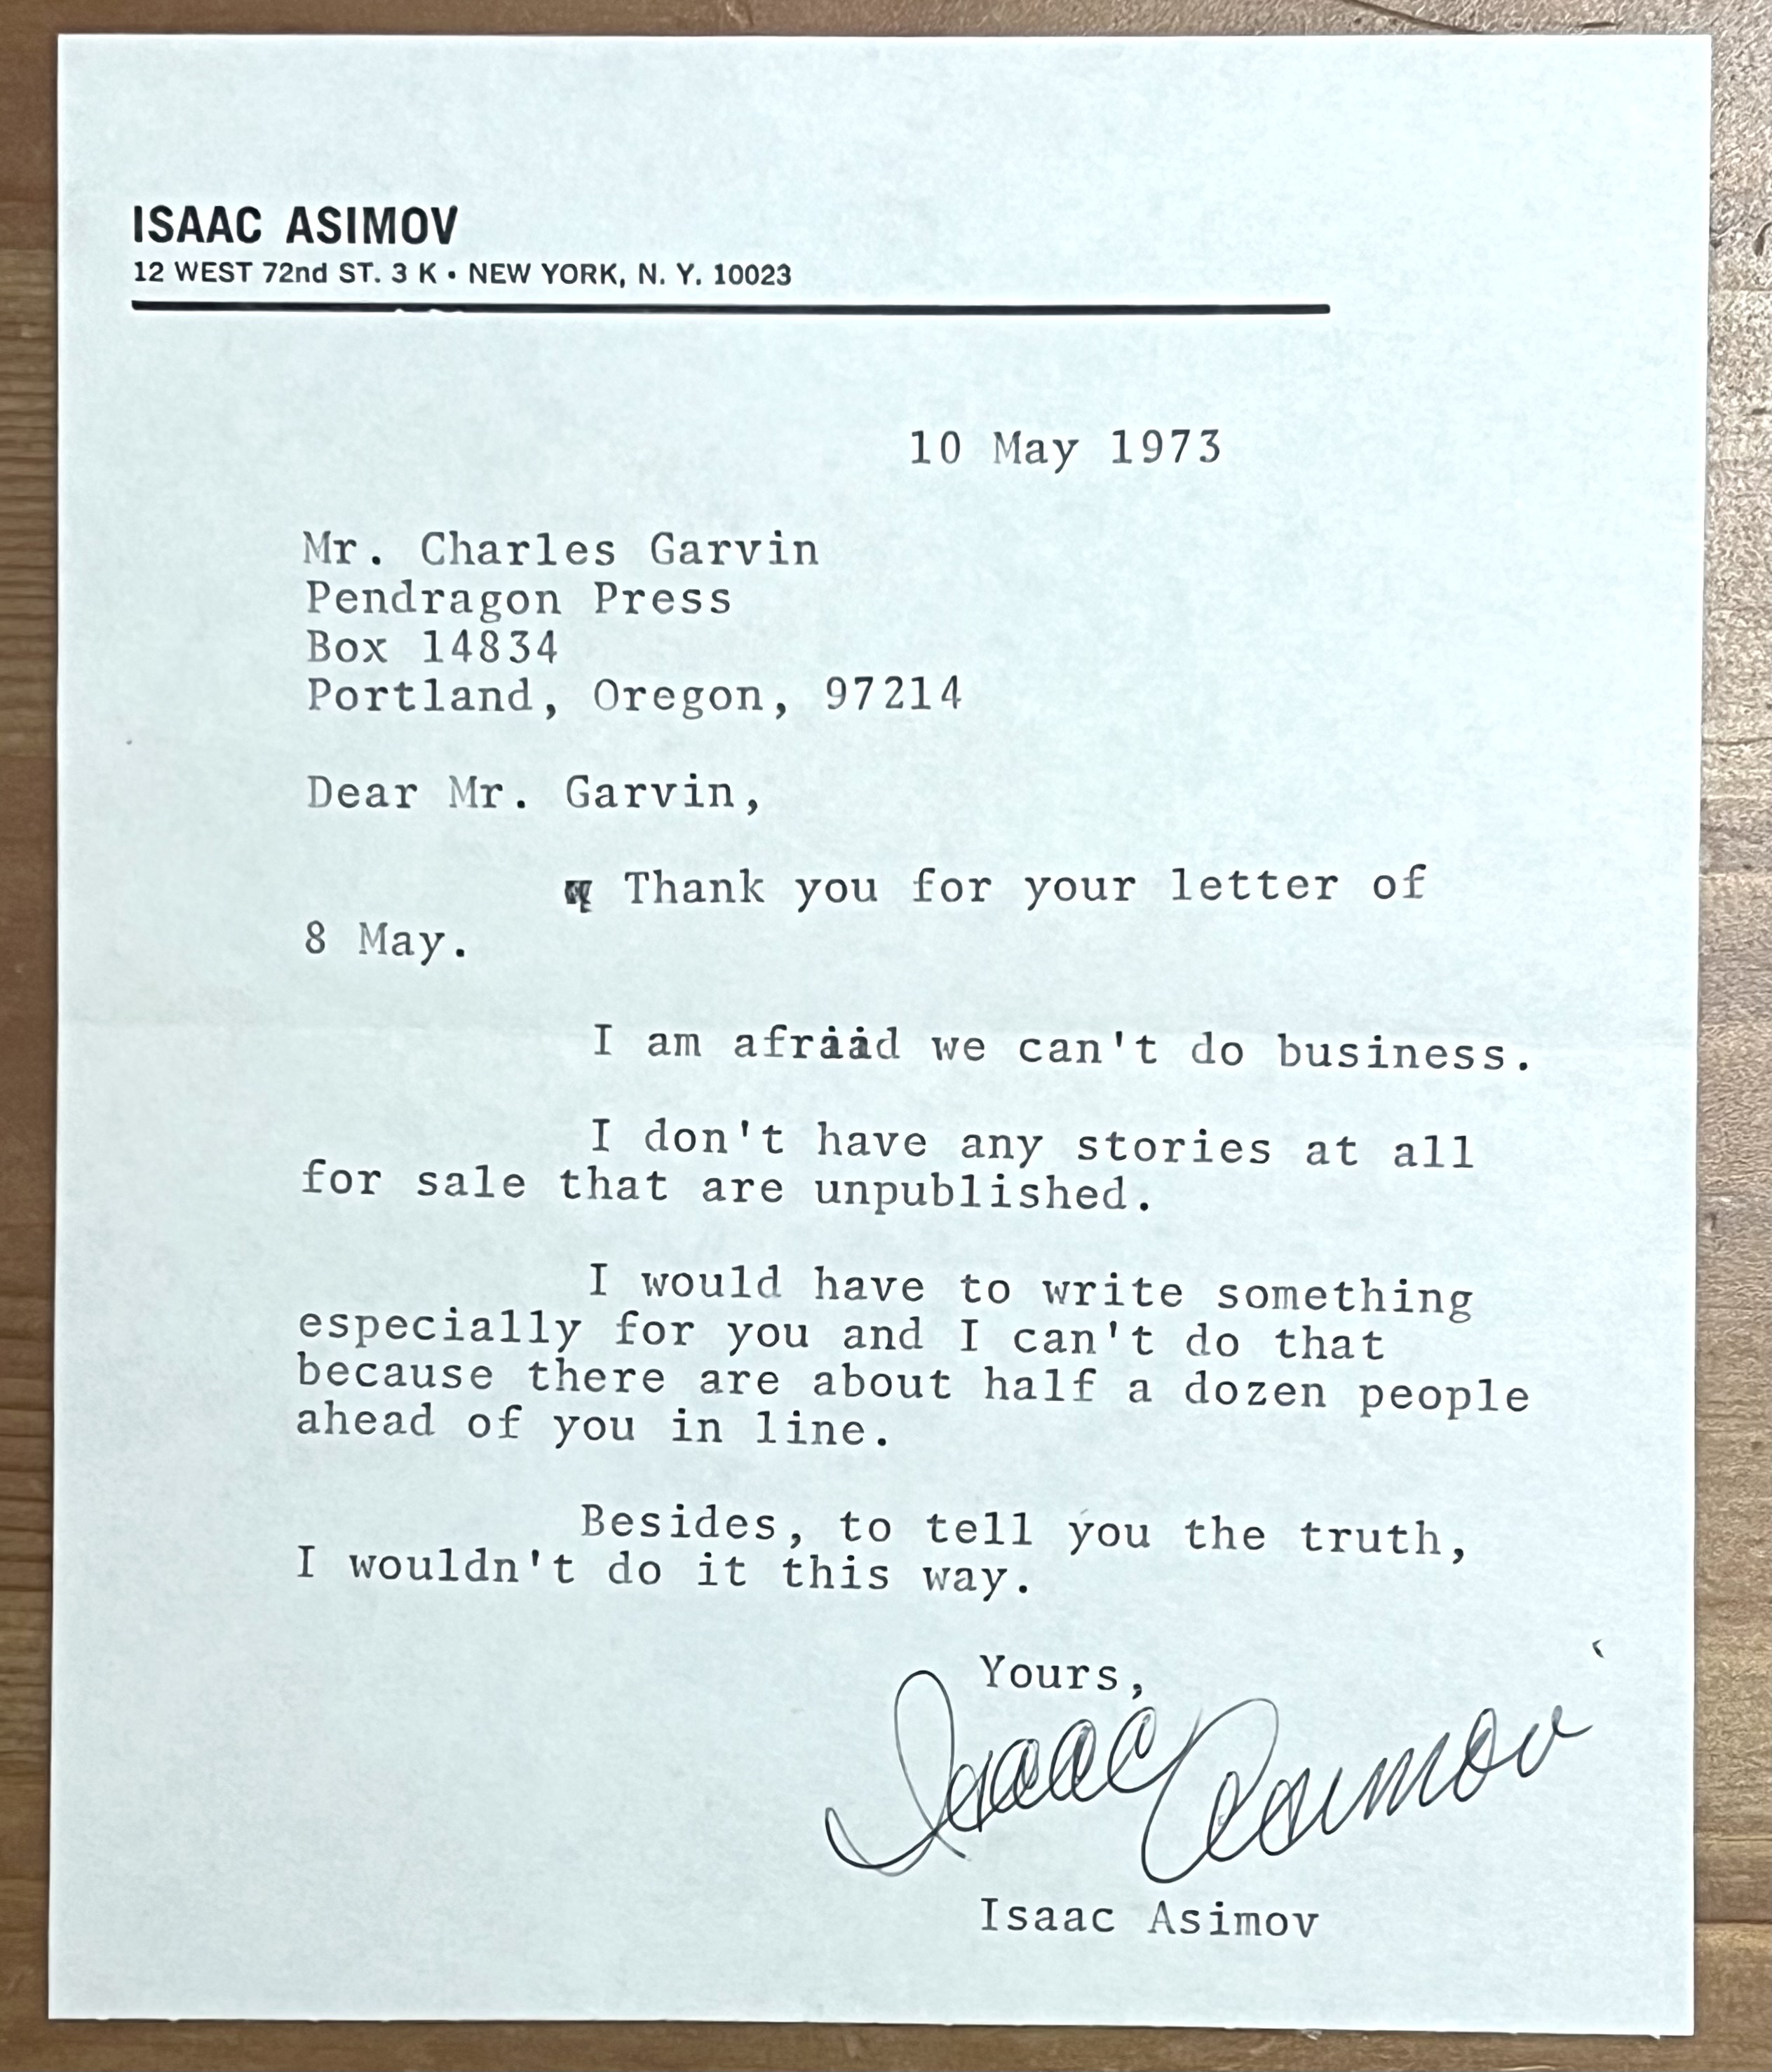 ISAAC ASIMOV
12 WEST 72nd ST. 3 K • NEW YORK, N. Y. 10023
10 May 1973
Mr. Charles Garvin
Pendragon Press
Box 14834
Portland, Oregon, 97214
Dear Mr. Garvin,
Thank you for your letter of
8 May.
I am afraid we can't do business.
I don't have any stories at all
for sale that are unpublished.
I would have to write something
especially for you and I can't do that
because there are about half a dozen people
ahead of you in line.
Besides, to tell you the truth,
I wouldn't do it this way.
Yours,
Isaac Asimov
Isaac Asimov